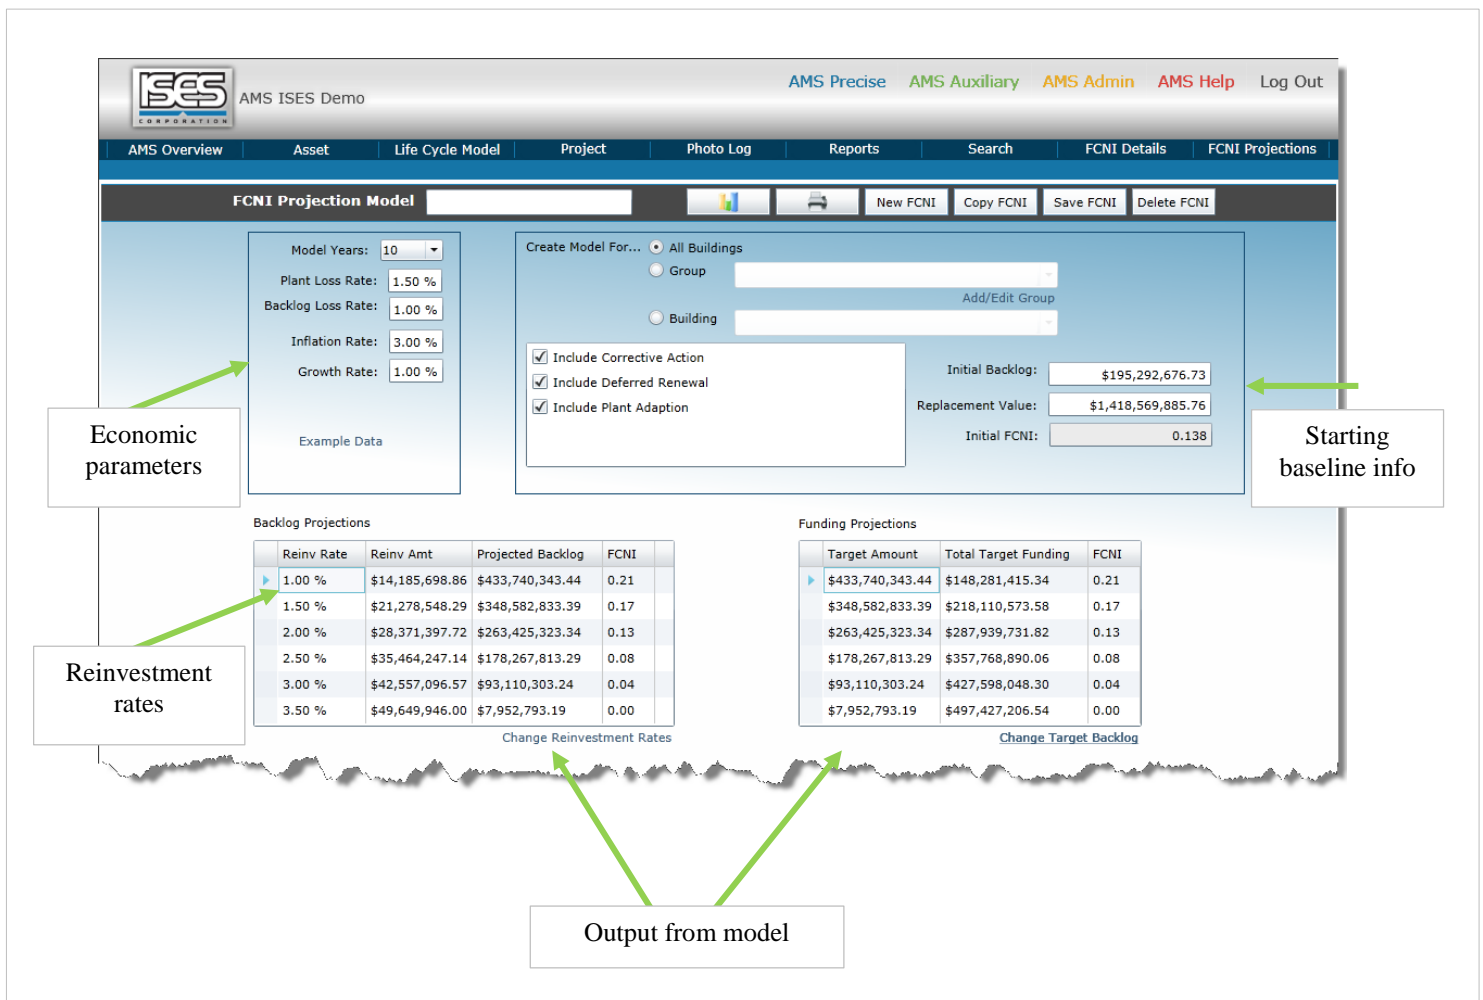 ISES
CORPORATION
AMS ISES Demo
AMS Precise AMS Auxiliary AMS Admin AMS Help Log Out
AMS Overview Asset Life Cycle Model Project Photo Log Reports Search FCNI Details FCNI Projections
FCNI Projection Model New FCNI Copy FCNI Save FCNI Delete FCNI
Model Years: 10
Plant Loss Rate: 1.50 %
Backlog Loss Rate: 1.00 %
Inflation Rate: 3.00 %
Growth Rate: 1.00 %
Example Data
Create Model For... All Buildings
Group
Add/Edit Group
Building
Include Corrective Action
Include Deferred Renewal
Include Plant Adaption
Initial Backlog: $195,292,676.73
Replacement Value: $1,418,569,885.76
Initial FCNI: 0.138
Economic
parameters
Starting
baseline info
Backlog Projections
Reinv Rate Reinv Amt Projected Backlog FCNI
1.00 % $14,185,698.86 $433,740,343.44 0.21
1.50 % $21,278,548.29 $348,582,833.39 0.17
2.00 % $28,371,397.72 $263,425,323.34 0.13
2.50 % $35,464,247.14 $178,267,813.29 0.08
3.00 % $42,557,096.57 $93,110,303.24 0.04
3.50 % $49,649,946.00 $7,952,793.19 0.00
Change Reinvestment Rates
Funding Projections
Target Amount Total Target Funding FCNI
$433,740,343.44 $148,281,415.34 0.21
$348,582,833.39 $218,110,573.58 0.17
$263,425,323.34 $287,939,731.82 0.13
$178,267,813.29 $357,768,890.06 0.08
$93,110,303.24 $427,598,048.30 0.04
$7,952,793.19 $497,427,206.54 0.00
Change Target Backlog
Reinvestment
rates
Output from model